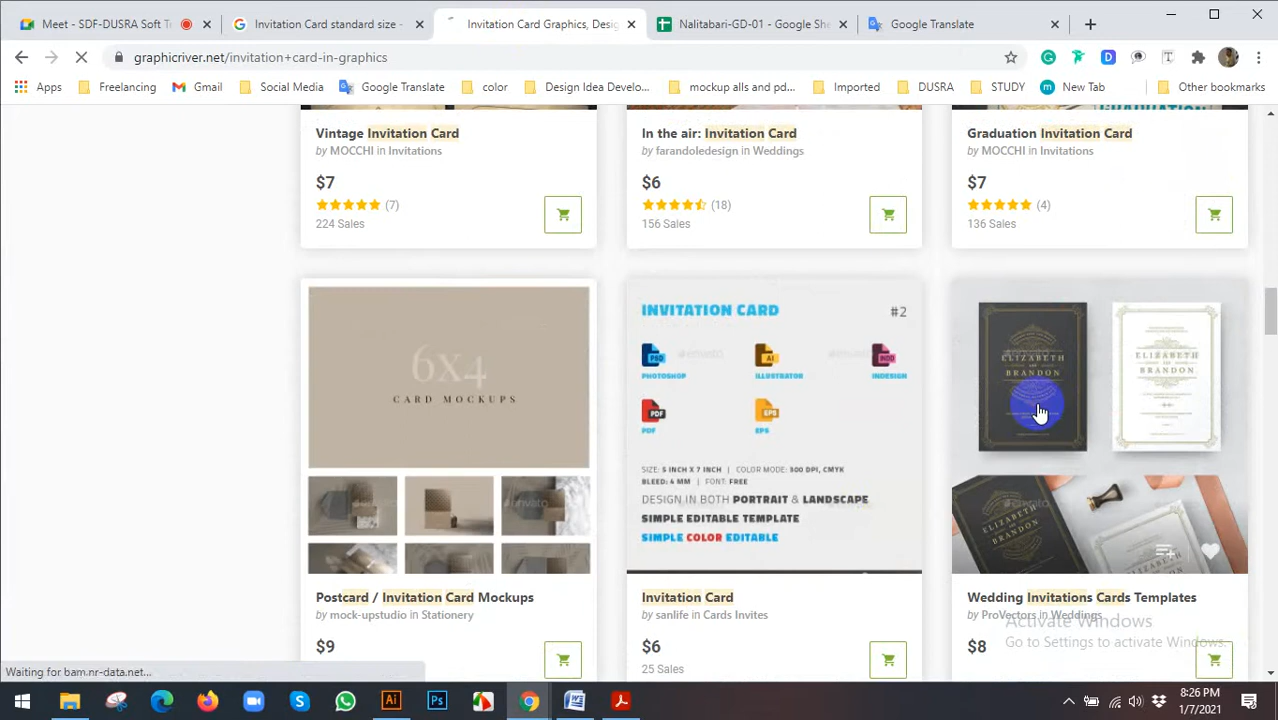 Meet - SDF-DUSRA Soft T
Invitation Card standard size -
Invitation Card Graphics, Desig
Nalitabari-GD-01 - Google She
Google Translate
graphicriver.net/invitation+card-in-graphics
Apps
Freelancing
Gmail
Social Media
Google Translate
color
Design Idea Develo...
mockup alls and pd...
Imported
DUSRA
STUDY
New Tab
Other bookmarks
GRADUATION
Vintage Invitation Card
by MOCCHI in Invitations
$7
(7)
224 Sales
In the air: Invitation Card
by farandoledesign in Weddings
$6
(18)
156 Sales
Graduation Invitation Card
by MOCCHI in Invitations
$7
(4)
136 Sales
6x4
CARD MOCKUPS
Postcard / Invitation Card Mockups
by mock-upstudio in Stationery
$9
INVITATION CARD
#2
PSD
AI
INDD
PHOTOSHOP
ILLUSTRATOR
INDESIGN
PDF
EPS
PDF
EPS
SIZE: 5 INCH X 7 INCH | COLOR MODE: 300 DPI, CMYK
BLEED: 4 MM | FONT: FREE
DESIGN IN BOTH PORTRAIT & LANDSCAPE
SIMPLE EDITABLE TEMPLATE
SIMPLE COLOR EDITABLE
Invitation Card
by sanlife in Cards Invites
$6
25 Sales
ELIZABETH
BRANDON
ELIZABETH
BRANDON
ELIZABETH
BRANDON
Wedding Invitations Cards Templates
by ProVectors in Weddings
$8
Activate Windows
Go to Settings to activate Windows.
Waiting for bam.nr-data.net...
8:26 PM
1/7/2021